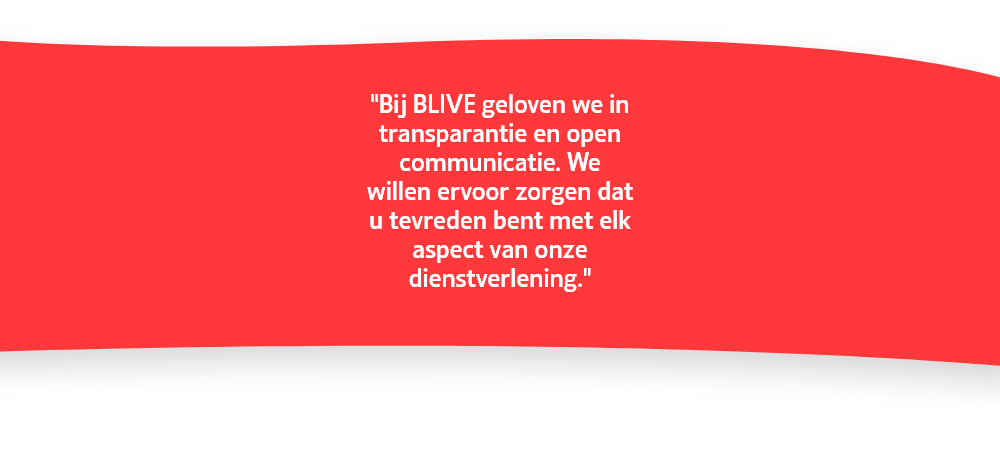 "Bij BLIVE geloven we in
transparantie en open
communicatie. We
willen ervoor zorgen dat
u tevreden bent met elk
aspect van onze
dienstverlening."